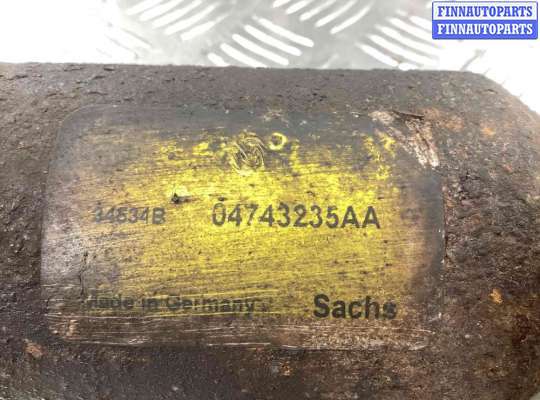 FINNAUTOPARTS
FINNAUTOPARTS
34534B 04743235AA
Made in Germany Sachs